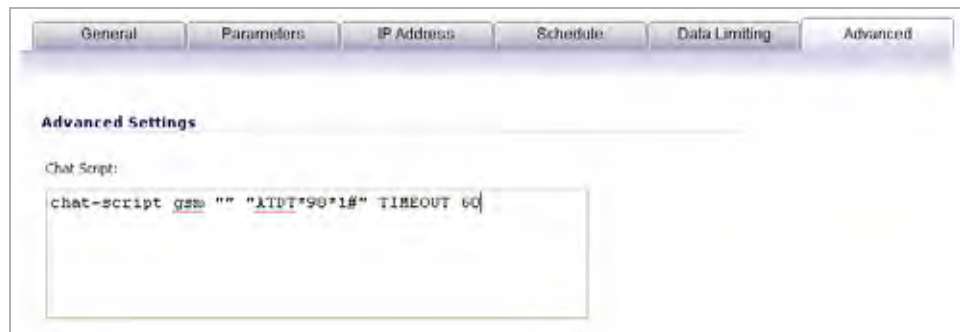 General Parameters IP Address Schedule Data Limiting Advanced
Advanced Settings
Chat Script:
chat-script gsm "" "ATDT*98*1#" TIMEOUT 60